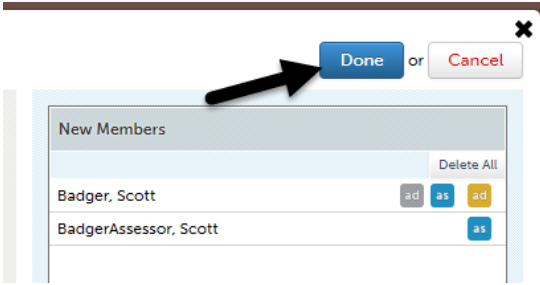 Done or Cancel
New Members
Delete All
Badger, Scott ad as ad
BadgerAssessor, Scott as